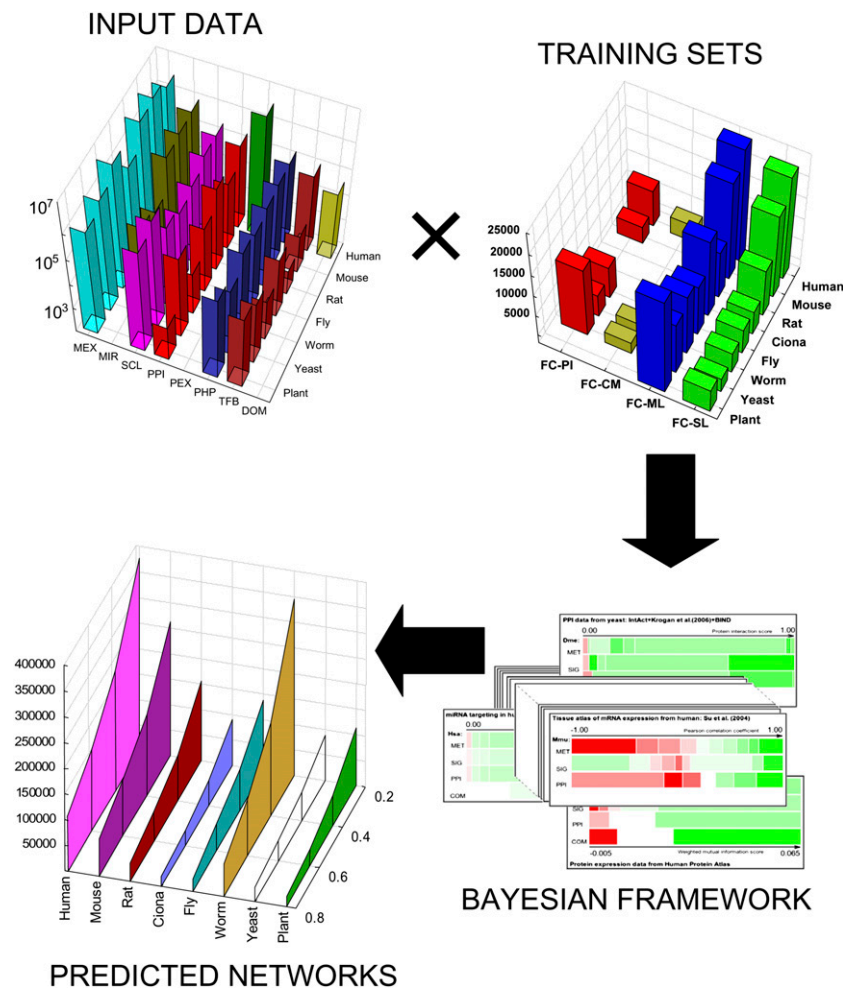 INPUT DATA
10^7
10^5
10^3
MEX
MIR
SCL
PPI
PEX
PHP
TFB
DOM
Human
Mouse
Rat
Fly
Worm
Yeast
Plant
TRAINING SETS
25000
20000
15000
10000
5000
FC-PI
FC-CM
FC-ML
FC-SL
Human
Mouse
Rat
Ciona
Fly
Worm
Yeast
Plant
400000
350000
300000
250000
200000
150000
100000
50000
Human
Mouse
Rat
Ciona
Fly
Worm
Yeast
Plant
0.2
0.4
0.6
0.8
PREDICTED NETWORKS
PPI data from yeast: IntAct+Krogan et al.(2006)+BIND
0.00
Protein interaction score
1.00
Dme:
MET
SIG
miRNA targeting in hu
0.00
Hsa:
MET
SIG
PPI
COM
Tissue atlas of mRNA expression from human: Su et al. (2004)
-1.00
Pearson correlation coefficient
1.00
Mmu:
MET
SIG
PPI
SIG
PPI
COM
-0.005
Weighted mutual information score
0.065
Protein expression data from Human Protein Atlas
BAYESIAN FRAMEWORK